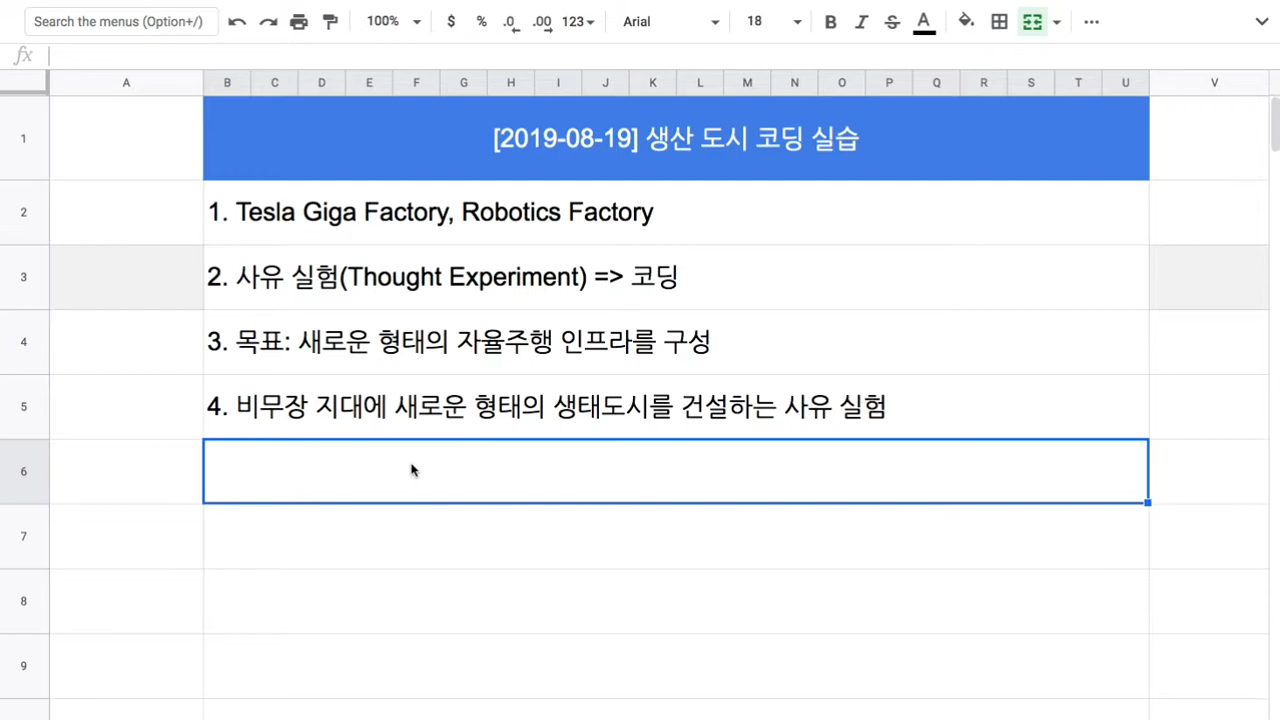 Search the menus (Option+/) 100% $ % .0 .00 123 Arial 18 B I S A
fx
A B C D E F G H I J K L M N O P Q R S T U V
1 [2019-08-19] 생산 도시 코딩 실습
2 1. Tesla Giga Factory, Robotics Factory
3 2. 사유 실험(Thought Experiment) => 코딩
4 3. 목표: 새로운 형태의 자율주행 인프라를 구성
5 4. 비무장 지대에 새로운 형태의 생태도시를 건설하는 사유 실험
6
7
8
9